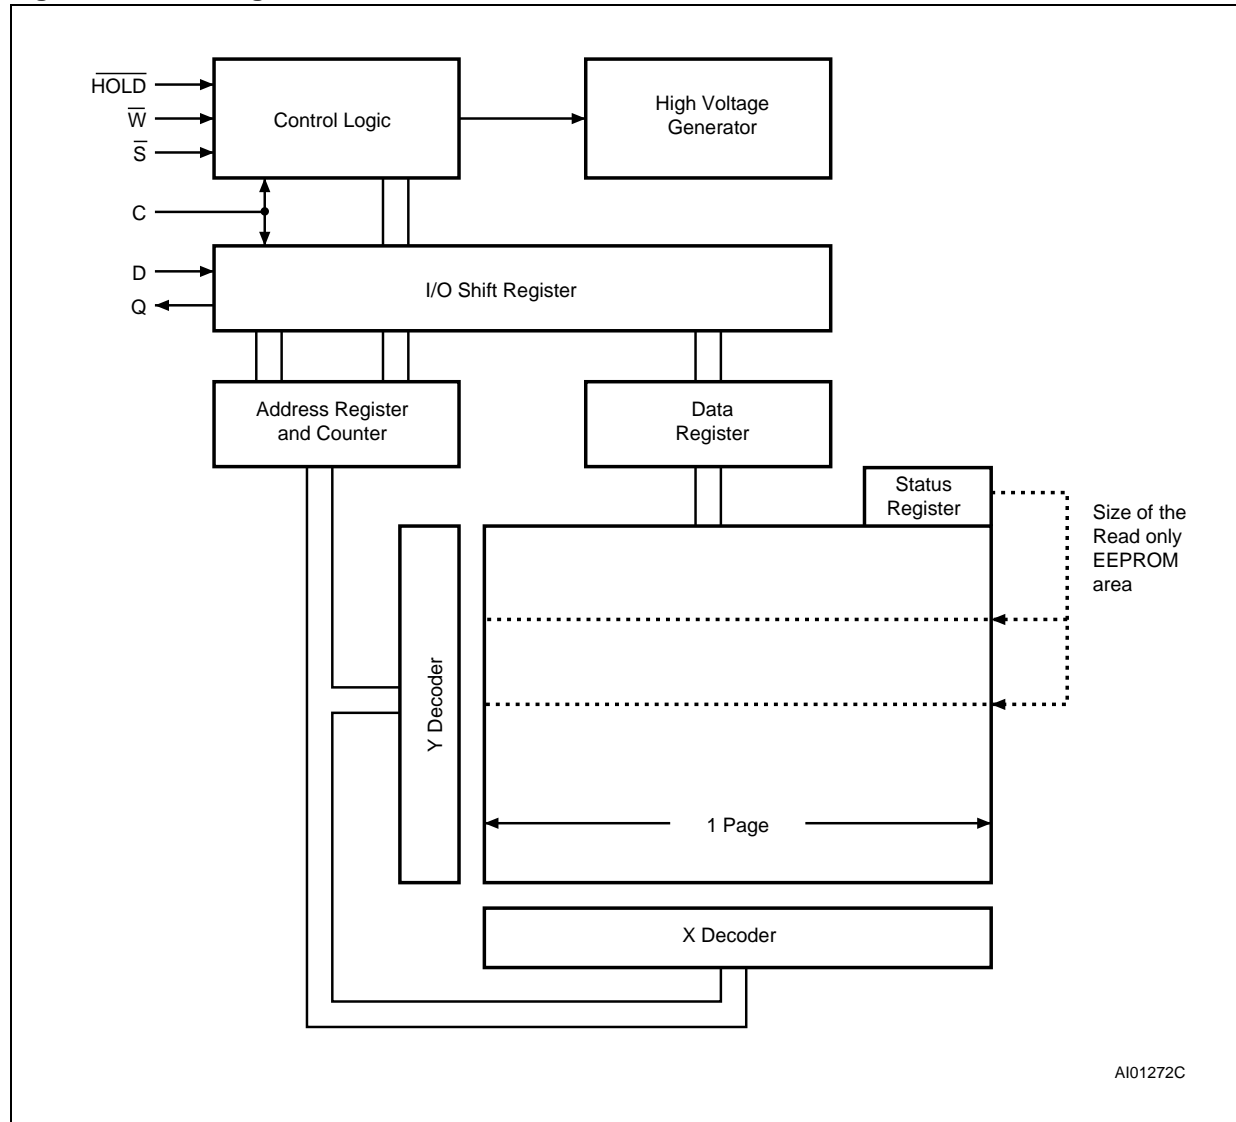 HOLD
W
S
C
D
Q
Control Logic
High Voltage
Generator
I/O Shift Register
Address Register
and Counter
Data
Register
Status
Register
Size of the
Read only
EEPROM
area
Y Decoder
1 Page
X Decoder
AI01272C